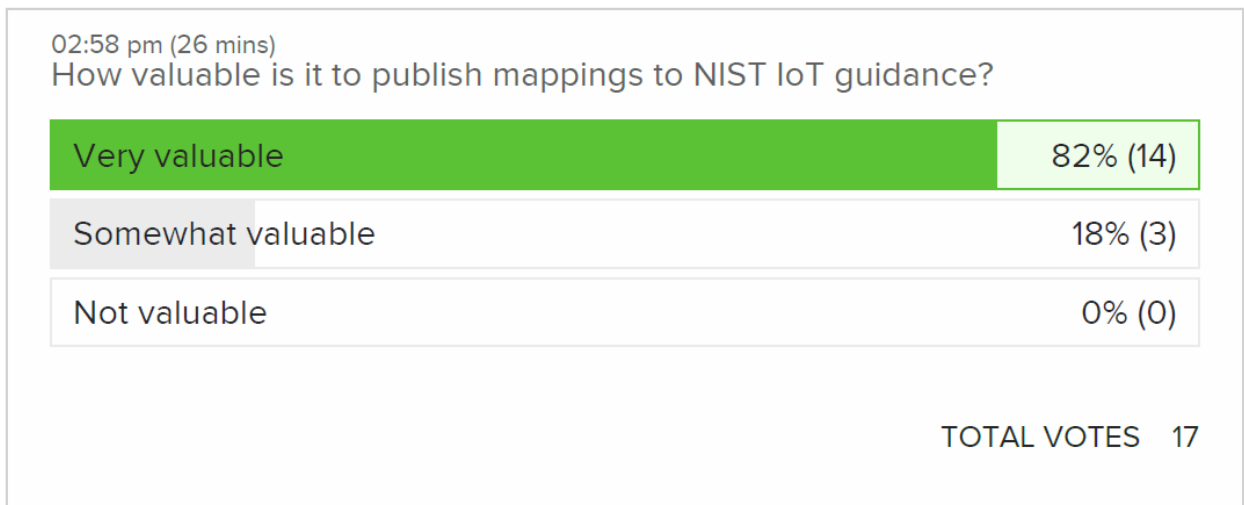 02:58 pm (26 mins)
How valuable is it to publish mappings to NIST IoT guidance?
Very valuable 82% (14)
Somewhat valuable 18% (3)
Not valuable 0% (0)
TOTAL VOTES 17